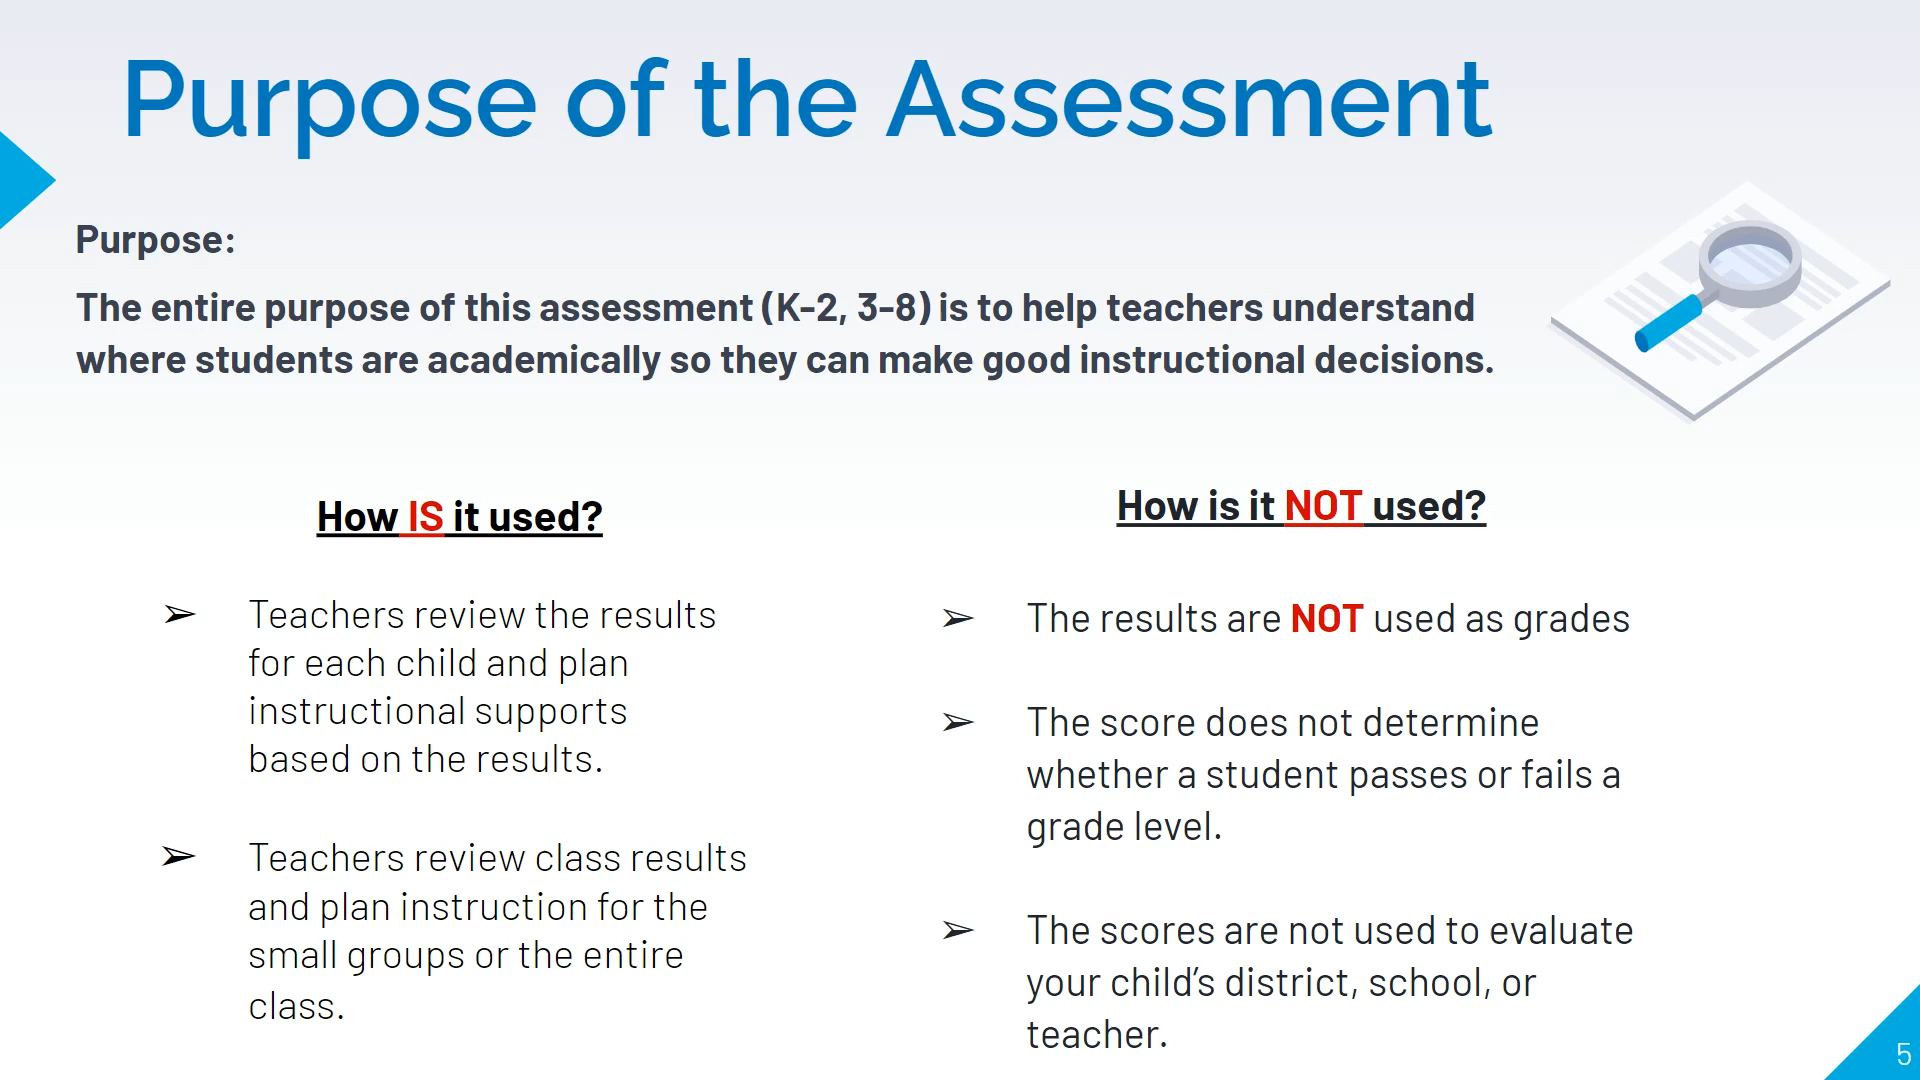 Purpose of the Assessment
Purpose:
The entire purpose of this assessment (K-2, 3-8) is to help teachers understand
where students are academically so they can make good instructional decisions.
How IS it used?
➢ Teachers review the results
for each child and plan
instructional supports
based on the results.
➢ Teachers review class results
and plan instruction for the
small groups or the entire
class.
How is it NOT used?
➢ The results are NOT used as grades
➢ The score does not determine
whether a student passes or fails a
grade level.
➢ The scores are not used to evaluate
your child’s district, school, or
teacher.
5